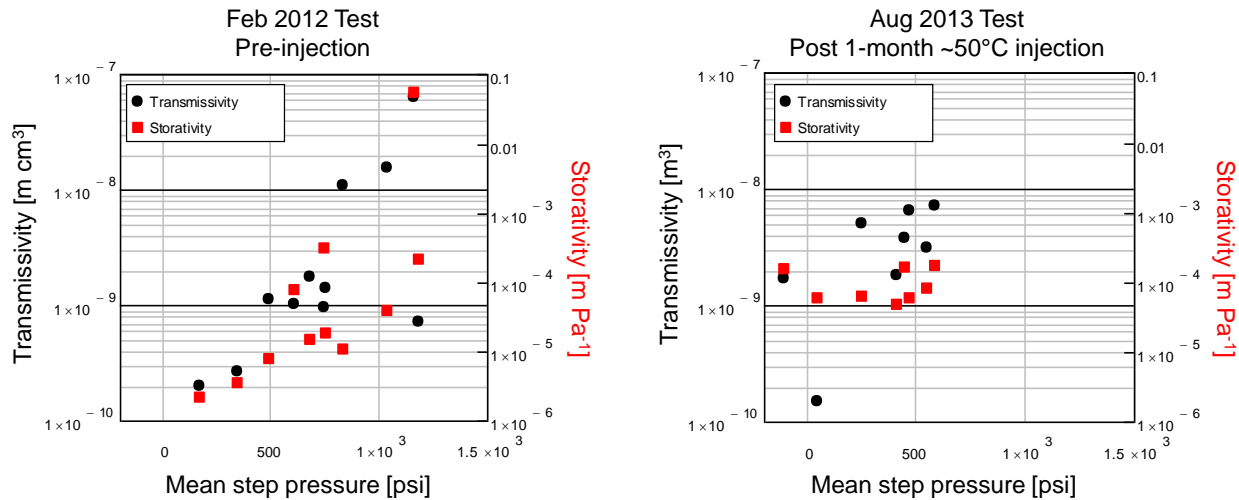 Feb 2012 Test
Pre-injection
Transmissivity [m cm³]
1×10⁻⁷
1×10⁻⁸
1×10⁻⁹
1×10⁻¹⁰
Transmissivity
Storativity
0.1
0.01
1×10⁻³
1×10⁻⁴
1×10⁻⁵
1×10⁻⁶
Storativity [m Pa⁻¹]
0 500 1×10³ 1.5×10³
Mean step pressure [psi]
Aug 2013 Test
Post 1-month ~50°C injection
Transmissivity [m³]
1×10⁻⁷
1×10⁻⁸
1×10⁻⁹
1×10⁻¹⁰
Transmissivity
Storativity
0.1
0.01
1×10⁻³
1×10⁻⁴
1×10⁻⁵
1×10⁻⁶
Storativity [m Pa⁻¹]
0 500 1×10³ 1.5×10³
Mean step pressure [psi]